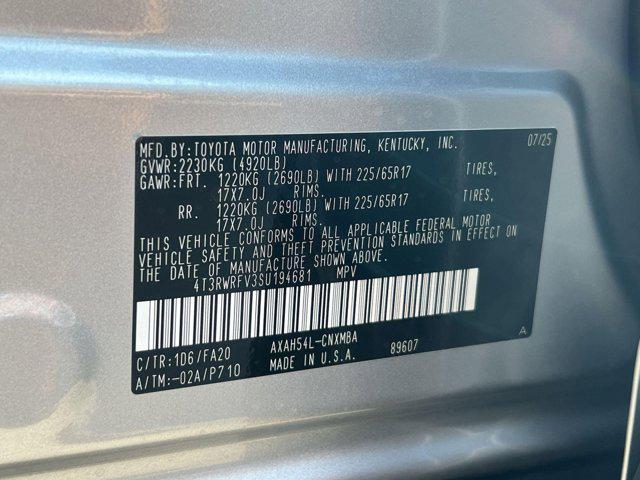 MFD.BY:TOYOTA MOTOR MANUFACTURING, KENTUCKY, INC. 07/25
GVWR:2230KG (4920LB)
GAWR:FRT. 1220KG (2690LB) WITH 225/65R17 TIRES,
17X7.0J RIMS.
RR. 1220KG (2690LB) WITH 225/65R17 TIRES,
17X7.0J RIMS.
THIS VEHICLE CONFORMS TO ALL APPLICABLE FEDERAL MOTOR
VEHICLE SAFETY AND THEFT PREVENTION STANDARDS IN EFFECT ON
THE DATE OF MANUFACTURE SHOWN ABOVE.
4T3RWRFV3SU194681 MPV
C/TR:1D6/FA20 AXAH54L-CNXMBA A
A/TM:-02A/P710 MADE IN U.S.A. 89607